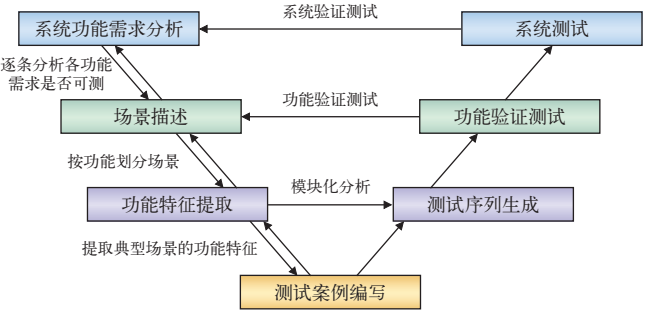 系统验证测试
系统功能需求分析
系统测试
逐条分析各功能
需求是否可测
功能验证测试
场景描述
功能验证测试
按功能划分场景
模块化分析
功能特征提取
测试序列生成
提取典型场景的功能特征
测试案例编写